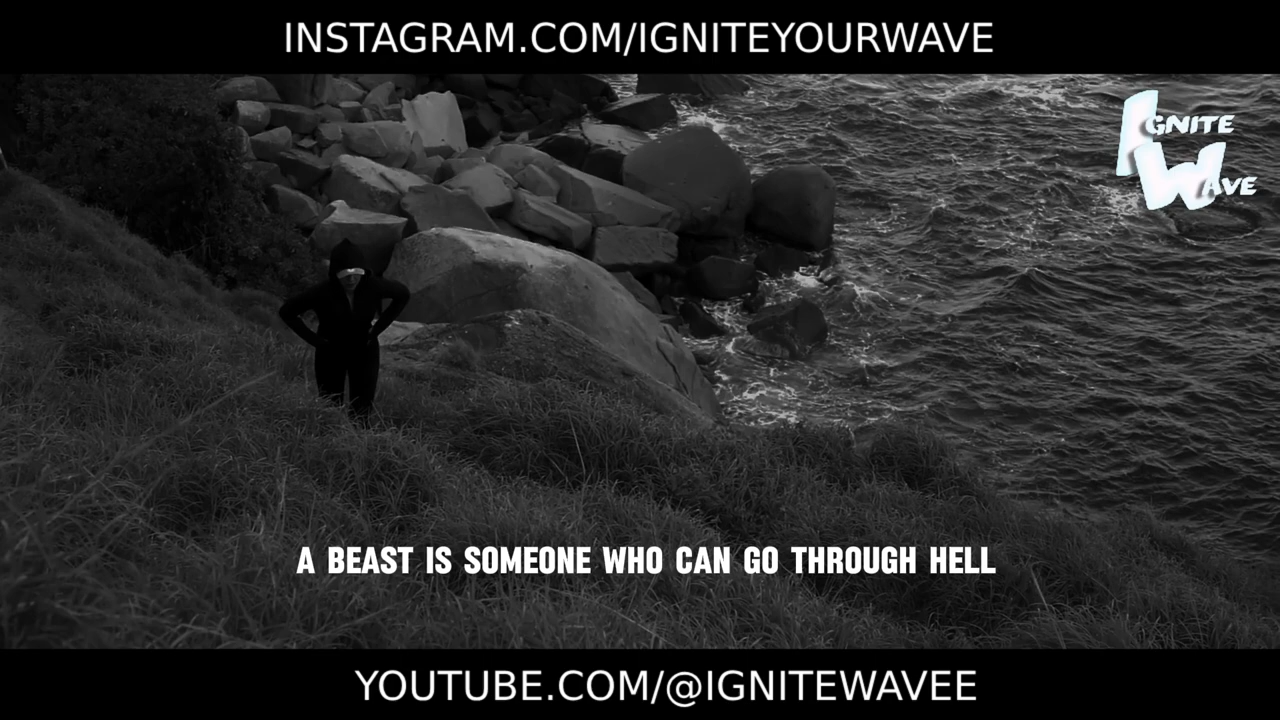 INSTAGRAM.COM/IGNITEYOURWAVE
IGNITE
WAVE
A BEAST IS SOMEONE WHO CAN GO THROUGH HELL
YOUTUBE.COM/@IGNITEWAVEE